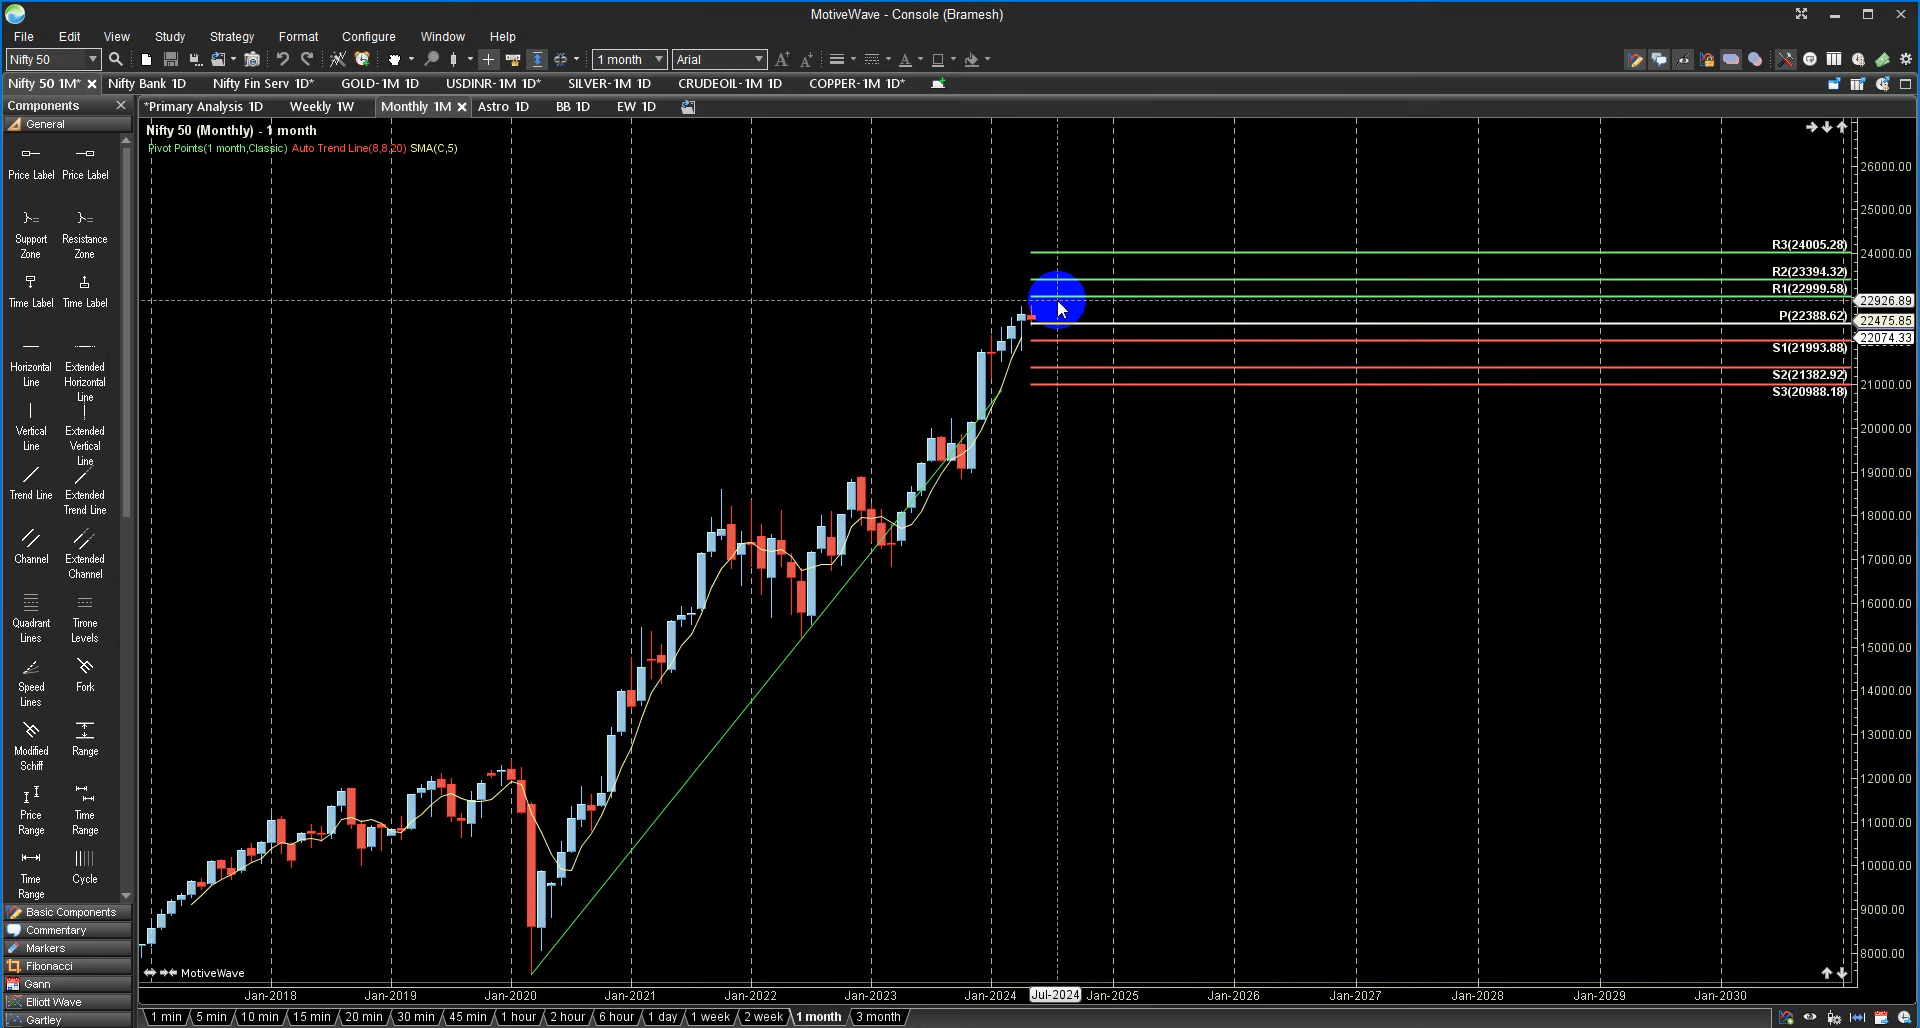 MotiveWave - Console (Bramesh)
File Edit View Study Strategy Format Configure Window Help
Nifty 50 1 month Arial
Nifty 50 1M* Nifty Bank 1D Nifty Fin Serv 1D* GOLD-1M 1D USDINR-1M 1D* SILVER-1M 1D CRUDEOIL-1M 1D COPPER-1M 1D*
Components *Primary Analysis 1D Weekly 1W Monthly 1M Astro 1D BB 1D EW 1D
General
Nifty 50 (Monthly) - 1 month
Pivot Points(1 month,Classic) Auto Trend Line(8,8,20) SMA(C,5)
Price Label Price Label
Support Zone Resistance Zone
Time Label Time Label
Horizontal Line Extended Horizontal Line
Vertical Line Extended Vertical Line
Trend Line Extended Trend Line
Channel Extended Channel
Quadrant Lines Tirone Levels
Speed Lines Fork
Modified Schiff Range
Price Range Time Range
Time Range Cycle
Basic Components
Commentary
Markers
Fibonacci
Gann
Elliott Wave
Gartley
R3(24005.28)
R2(23394.32)
R1(22999.58)
P(22388.62)
S1(21993.88)
S2(21382.92)
S3(20988.18)
26000.00
25000.00
24000.00
22926.89
22475.85
22074.33
21000.00
20000.00
19000.00
18000.00
17000.00
16000.00
15000.00
14000.00
13000.00
12000.00
11000.00
10000.00
9000.00
8000.00
MotiveWave
Jan-2018 Jan-2019 Jan-2020 Jan-2021 Jan-2022 Jan-2023 Jan-2024 Jul-2024 Jan-2025 Jan-2026 Jan-2027 Jan-2028 Jan-2029 Jan-2030
1 min 5 min 10 min 15 min 20 min 30 min 45 min 1 hour 2 hour 6 hour 1 day 1 week 2 week 1 month 3 month